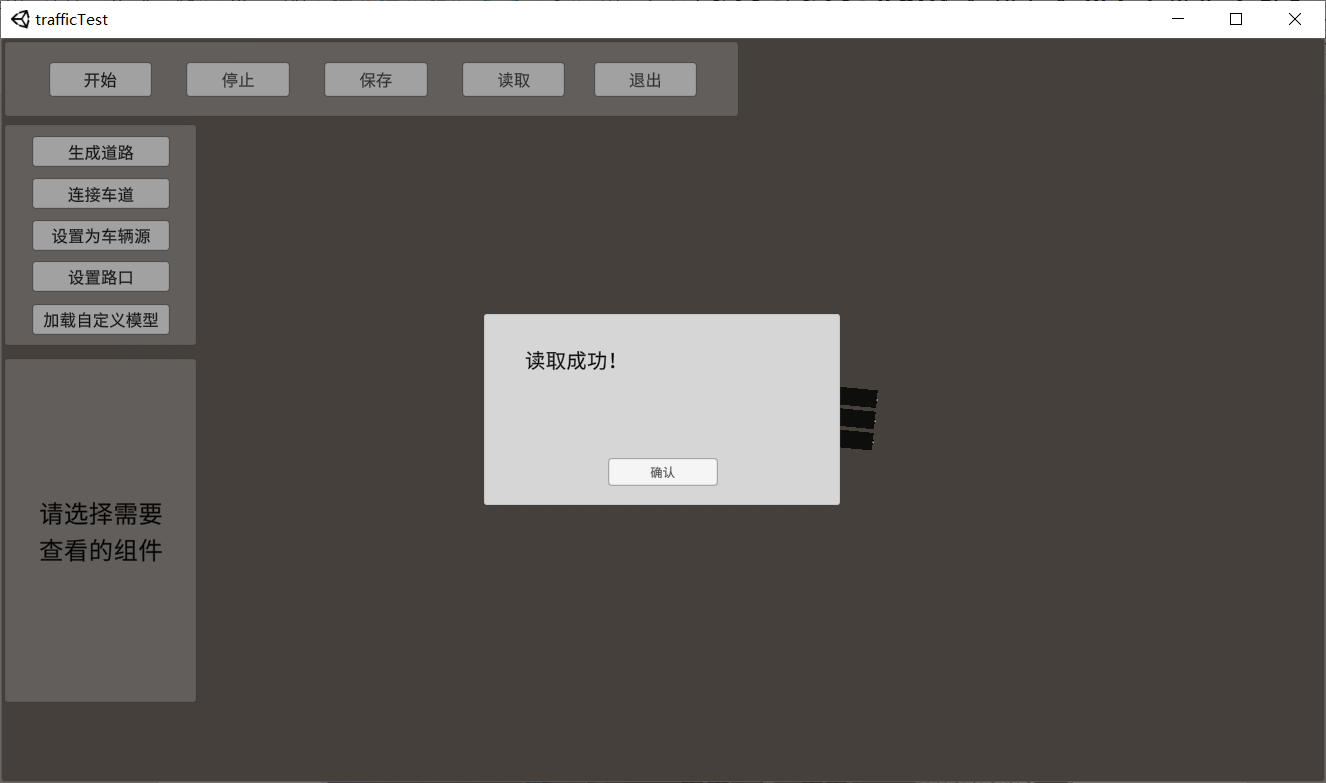 trafficTest
开始
停止
保存
读取
退出
生成道路
连接车道
设置为车辆源
设置路口
加载自定义模型
读取成功！
确认
请选择需要
查看的组件